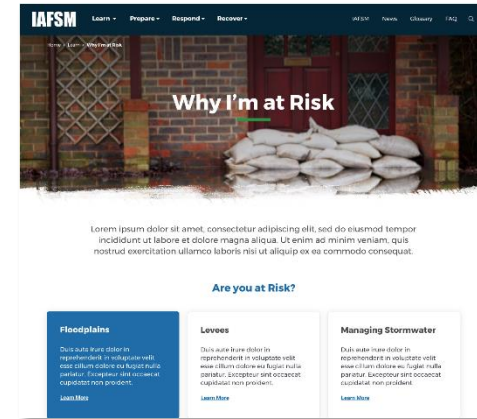 IAFSM Learn Prepare Respond Recover IAFSM News Glossary FAQ
Home > Learn > Why I'm at Risk
Why I'm at Risk
Lorem ipsum dolor sit amet, consectetur adipiscing elit, sed do eiusmod tempor
incididunt ut labore et dolore magna aliqua. Ut enim ad minim veniam, quis
nostrud exercitation ullamco laboris nisi ut aliquip ex ea commodo consequat.
Are you at Risk?
Floodplains
Duis aute irure dolor in
reprehenderit in voluptate velit
esse cillum dolore eu fugiat nulla
pariatur. Excepteur sint occaecat
cupidatat non proident.
Learn More
Levees
Duis aute irure dolor in
reprehenderit in voluptate velit
esse cillum dolore eu fugiat nulla
pariatur. Excepteur sint occaecat
cupidatat non proident.
Learn More
Managing Stormwater
Duis aute irure dolor in
reprehenderit in voluptate velit
esse cillum dolore eu fugiat nulla
pariatur. Excepteur sint occaecat
cupidatat non proident.
Learn More